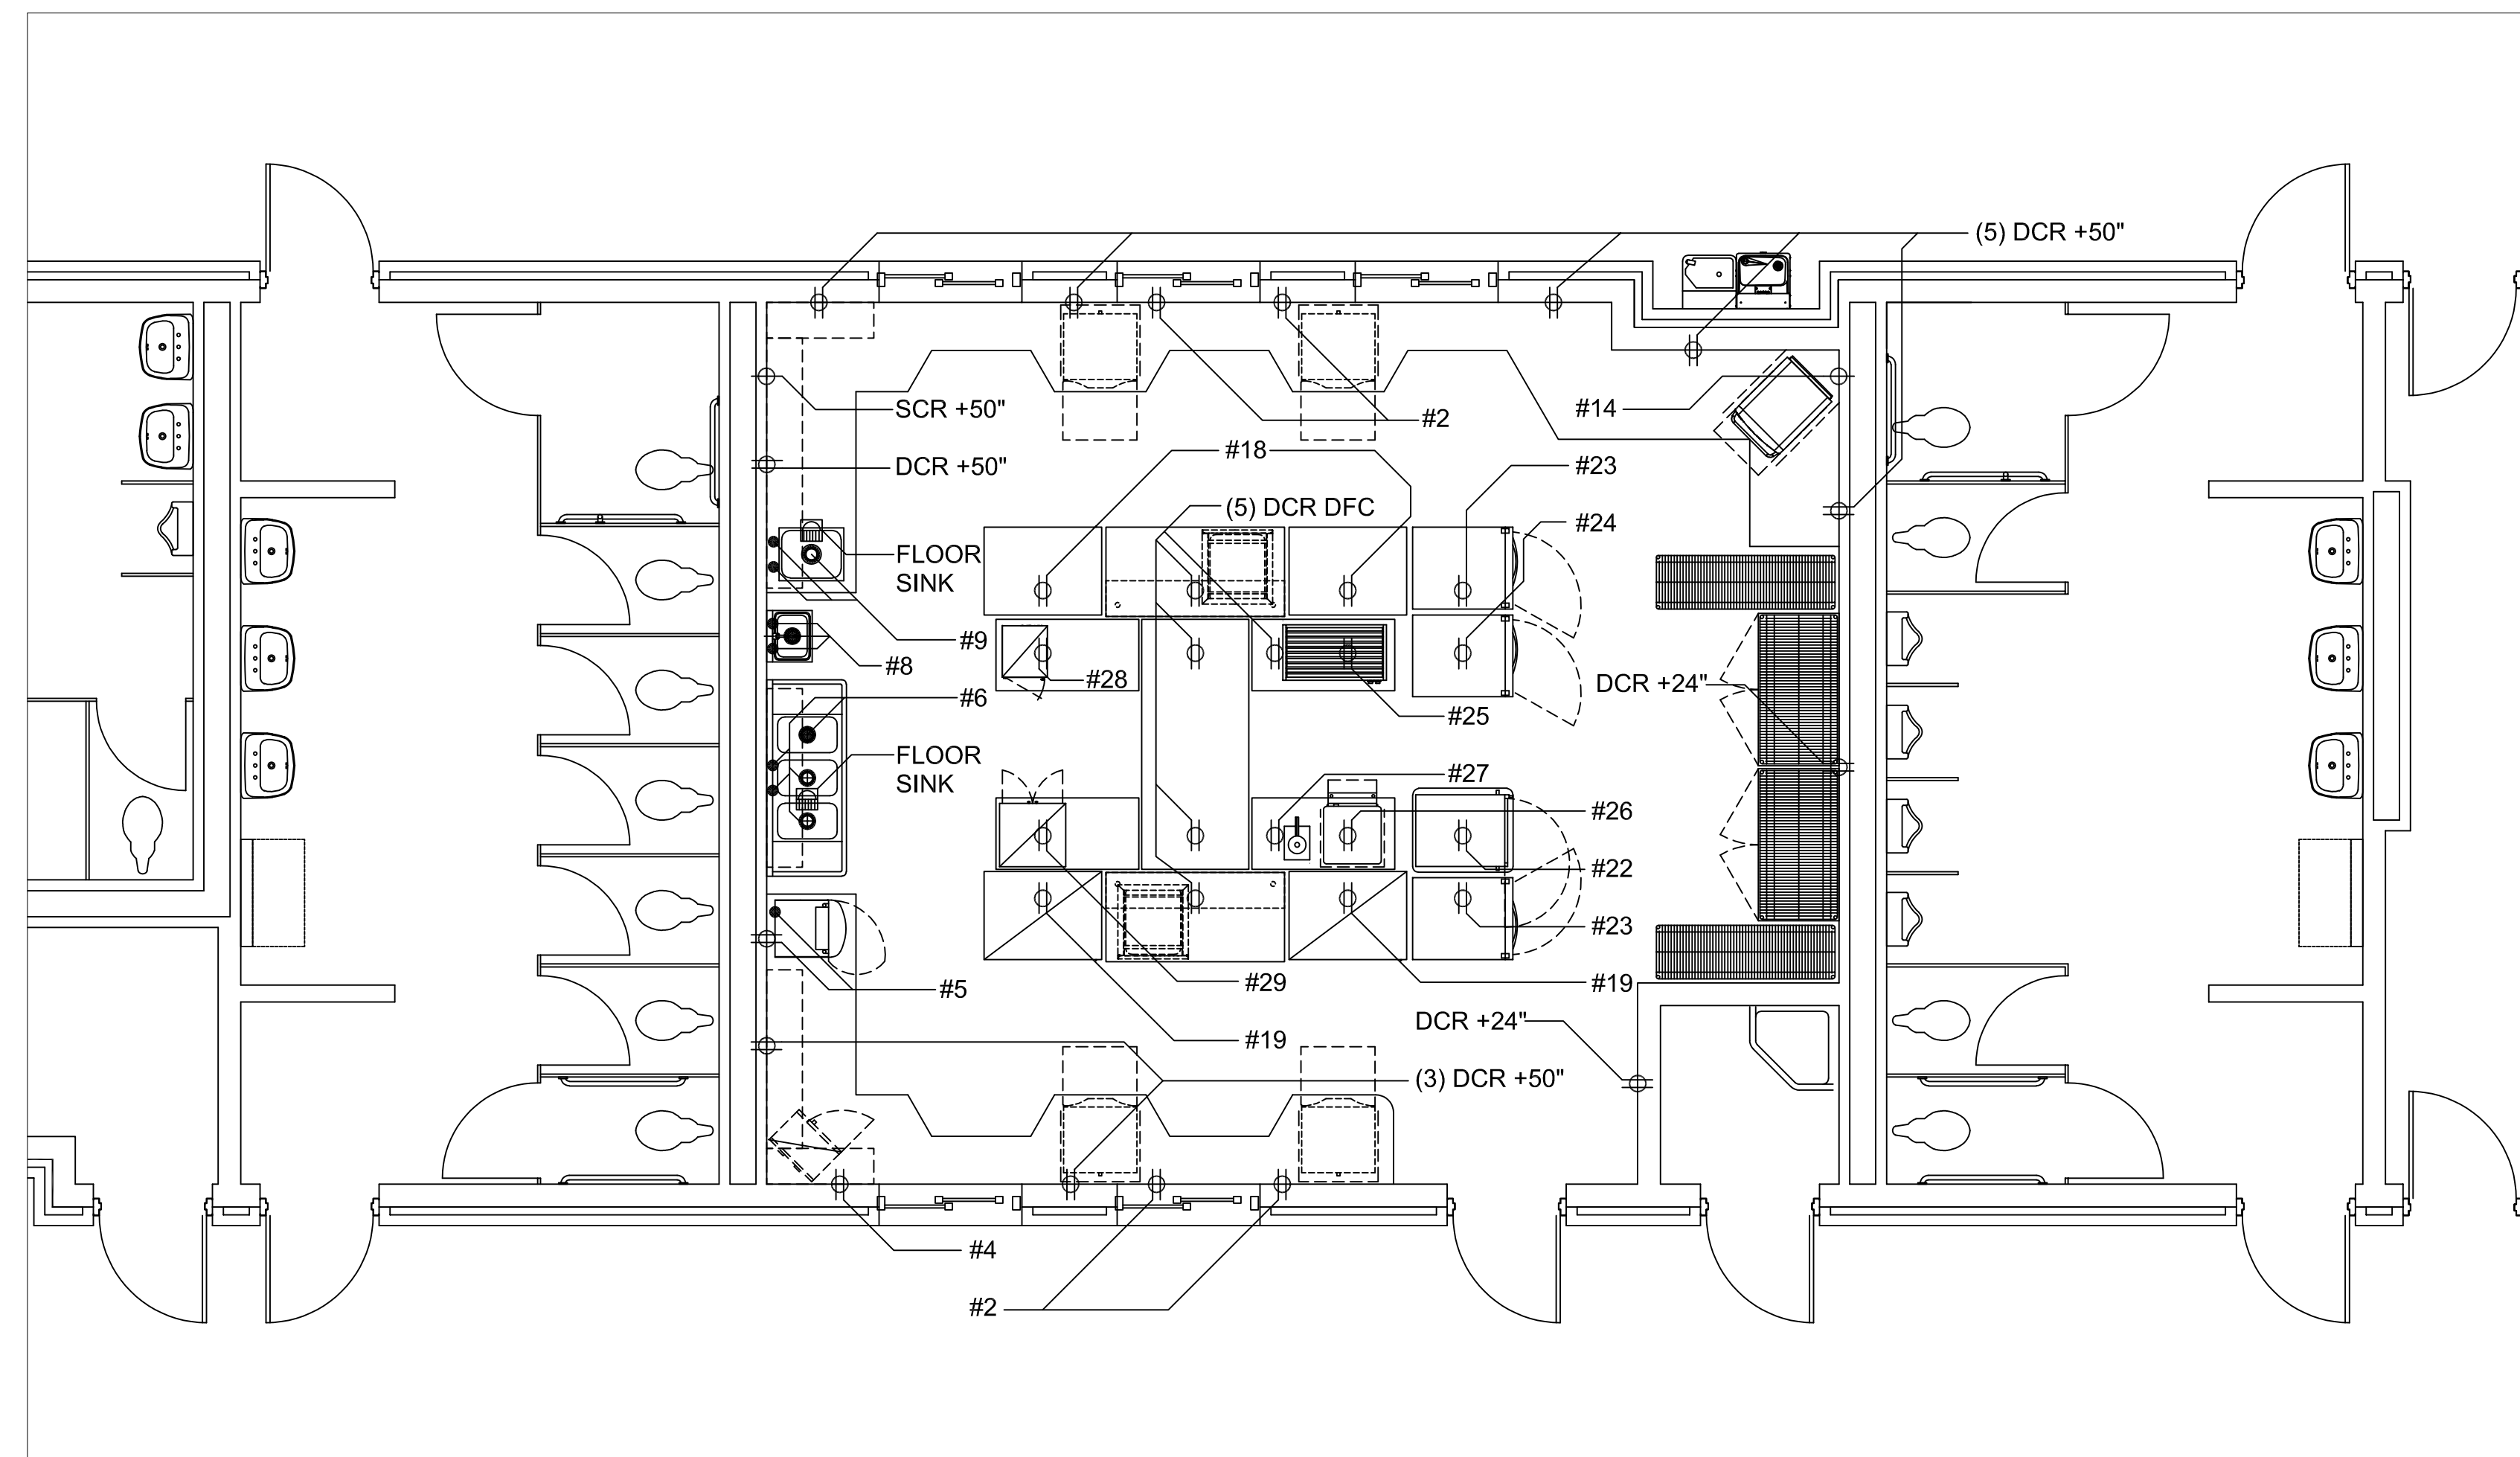 (5) DCR +50"
SCR +50"
#2
#14
#18
DCR +50"
#23
(5) DCR DFC
#24
FLOOR
SINK
#9
#8
#28
DCR +24"
#6
#25
FLOOR
SINK
#27
#26
#22
#23
#5
#29
#19
DCR +24"
#19
(3) DCR +50"
#4
#2